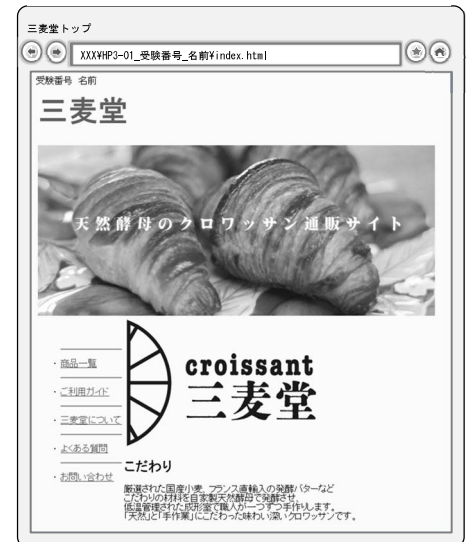 三麦堂トップ
XXX¥HP3-01_受験番号_名前¥index.html
受験番号 名前
三麦堂
天然酵母のクロワッサン通販サイト
・商品一覧
・ご利用ガイド
・三麦堂について
・よくある質問
・お問い合わせ
croissant
三麦堂
こだわり
厳選された国産小麦、フランス直輸入の発酵バターなど
こだわりの材料を自家製天然酵母で発酵させ、
低温管理された成形室で職人が一つずつ手作りします。
「天然」と「手作業」にこだわった味わい深いクロワッサンです。